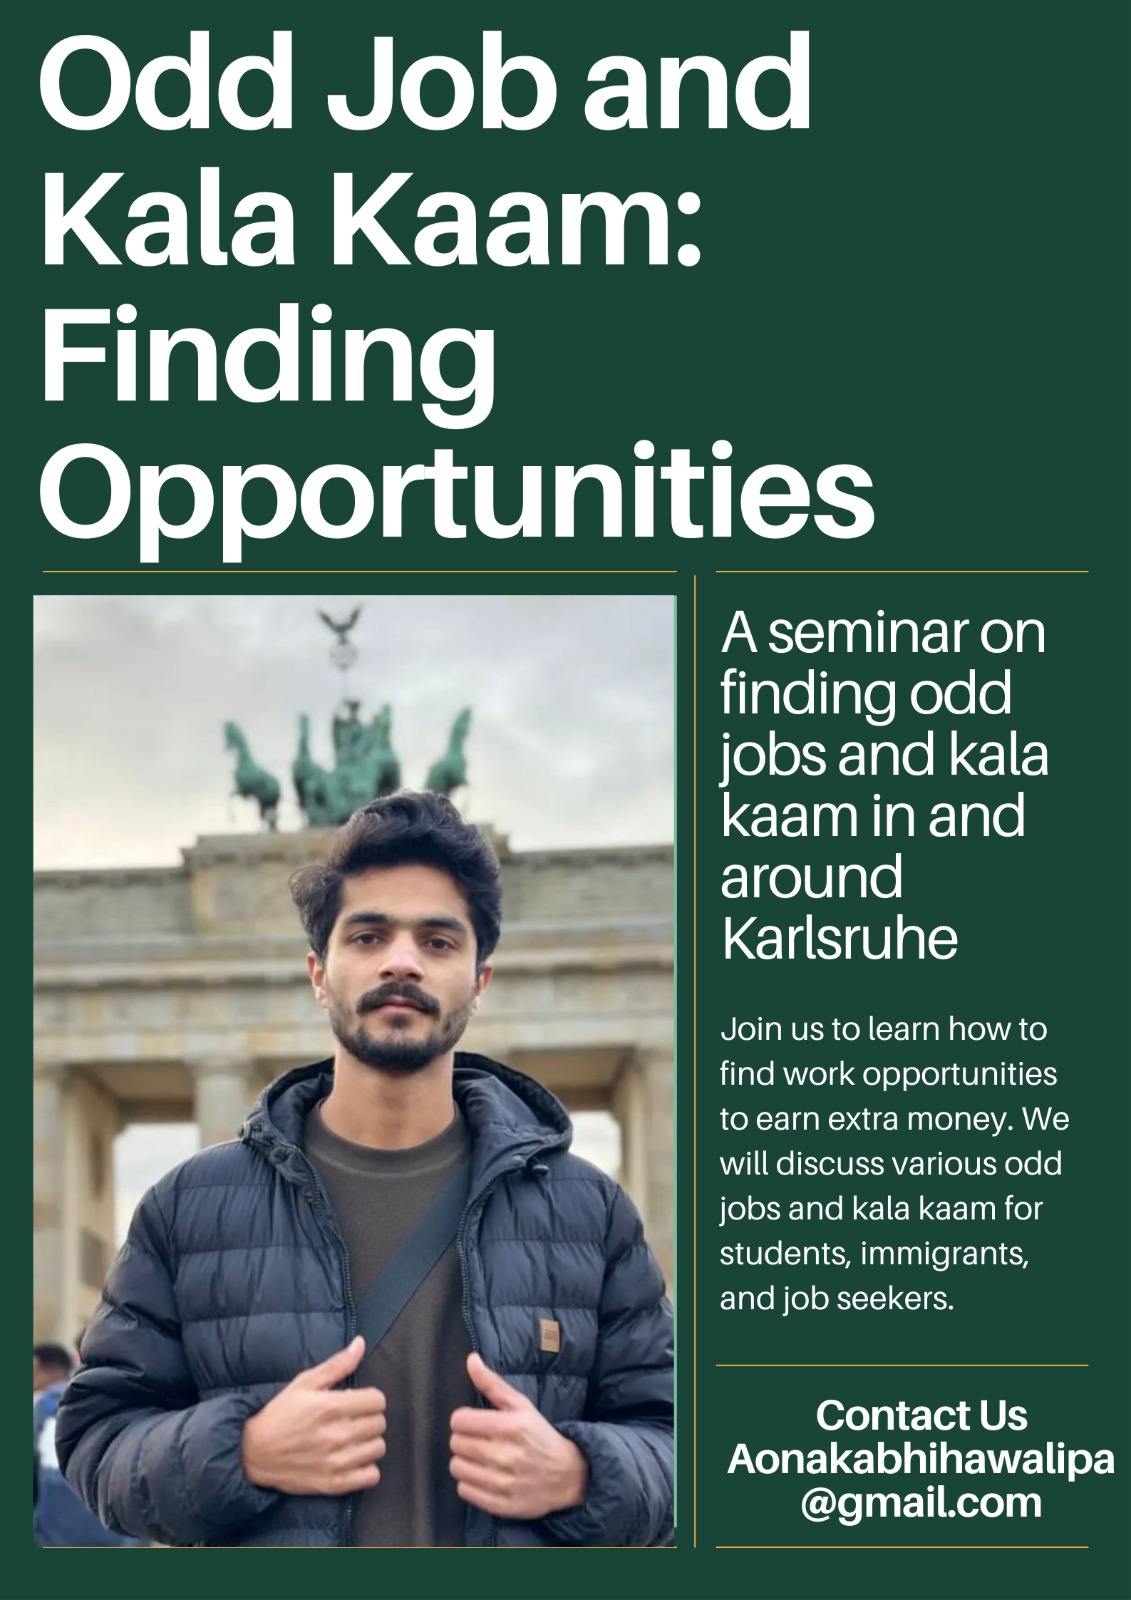 Odd Job and
Kala Kaam:
Finding
Opportunities
A seminar on
finding odd
jobs and kala
kaam in and
around
Karlsruhe
Join us to learn how to
find work opportunities
to earn extra money. We
will discuss various odd
jobs and kala kaam for
students, immigrants,
and job seekers.
Contact Us
Aonakabhihawalipa
@gmail.com